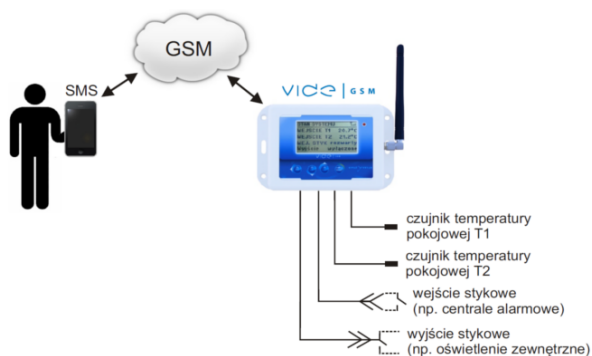 GSM
SMS
VIDE | GSM
czujnik temperatury
pokojowej T1
czujnik temperatury
pokojowej T2
wejście stykowe
(np. centrale alarmowe)
wyjście stykowe
(np. oświetlenie zewnętrzne)